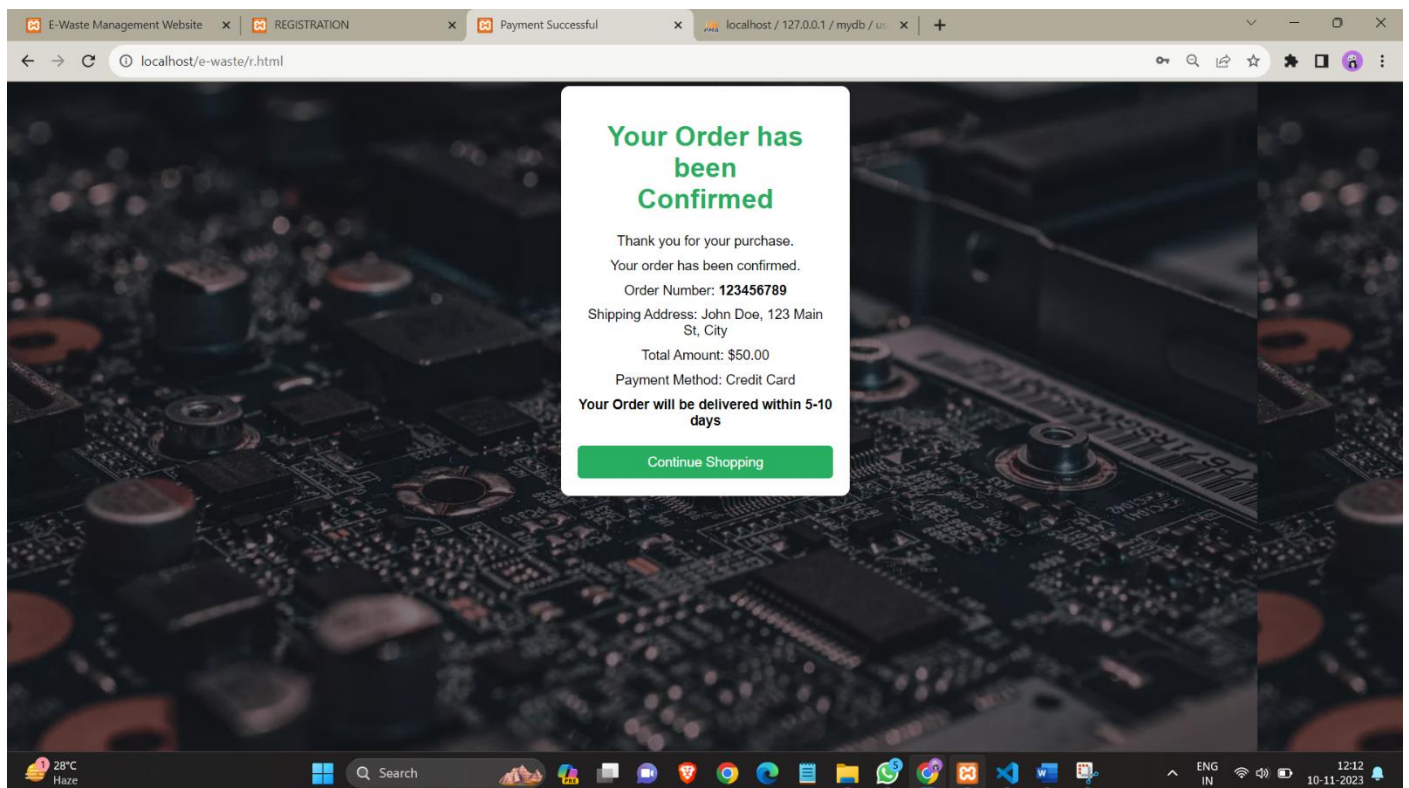 E-Waste Management Website
REGISTRATION
Payment Successful
localhost / 127.0.0.1 / mydb / us
localhost/e-waste/r.html
Your Order has
been
Confirmed
Thank you for your purchase.
Your order has been confirmed.
Order Number: 123456789
Shipping Address: John Doe, 123 Main
St, City
Total Amount: $50.00
Payment Method: Credit Card
Your Order will be delivered within 5-10
days
Continue Shopping
1
28°C
Haze
Search
PRE
5
ENG
IN
12:12
10-11-2023